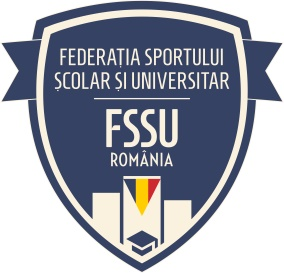 FEDERAȚIA SPORTULUI
ȘCOLAR ȘI UNIVERSITAR
FSSU
ROMÂNIA